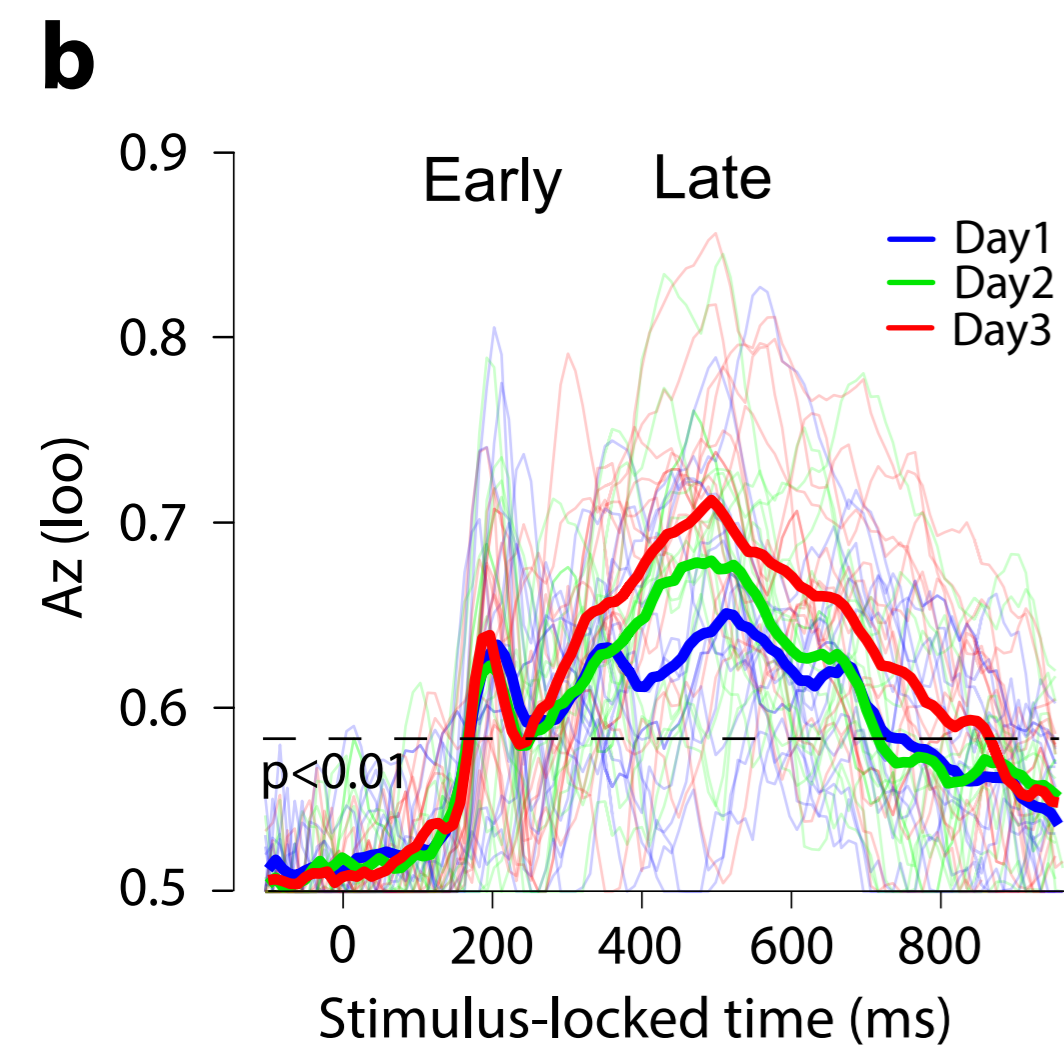 b
Early Late
Day1
Day2
Day3
0.9
0.8
0.7
0.6
0.5
Az (loo)
p<0.01
0 200 400 600 800
Stimulus-locked time (ms)